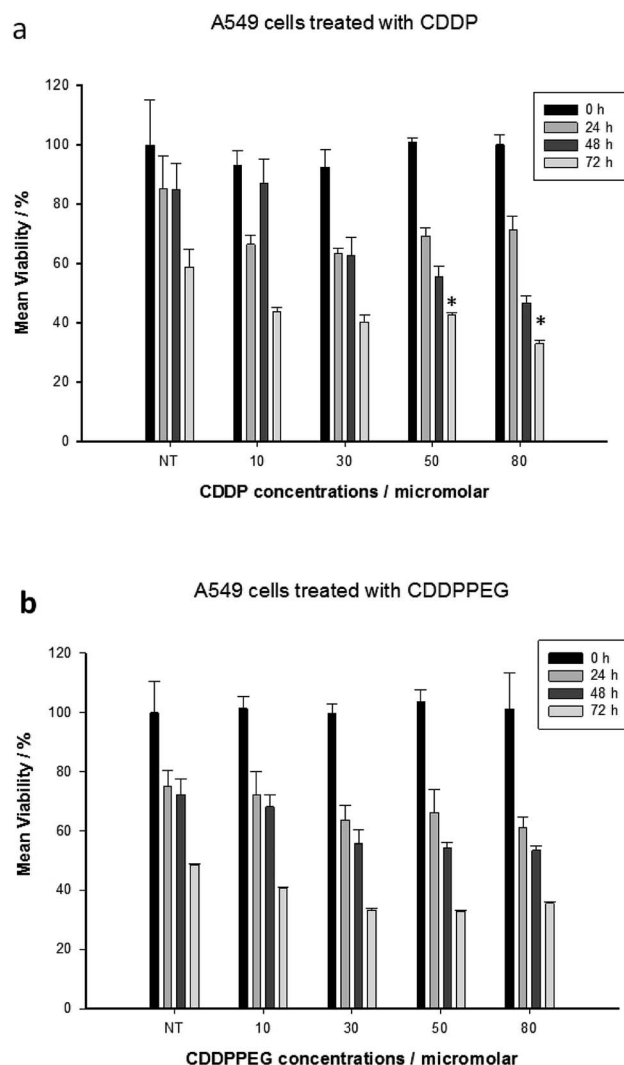 a
A549 cells treated with CDDP
120
100
80
60
40
20
0
Mean Viability / %
0 h
24 h
48 h
72 h
*
*
NT 10 30 50 80
CDDP concentrations / micromolar
b
A549 cells treated with CDDPPEG
120
100
80
60
40
20
0
Mean Viability / %
0 h
24 h
48 h
72 h
NT 10 30 50 80
CDDPPEG concentrations / micromolar